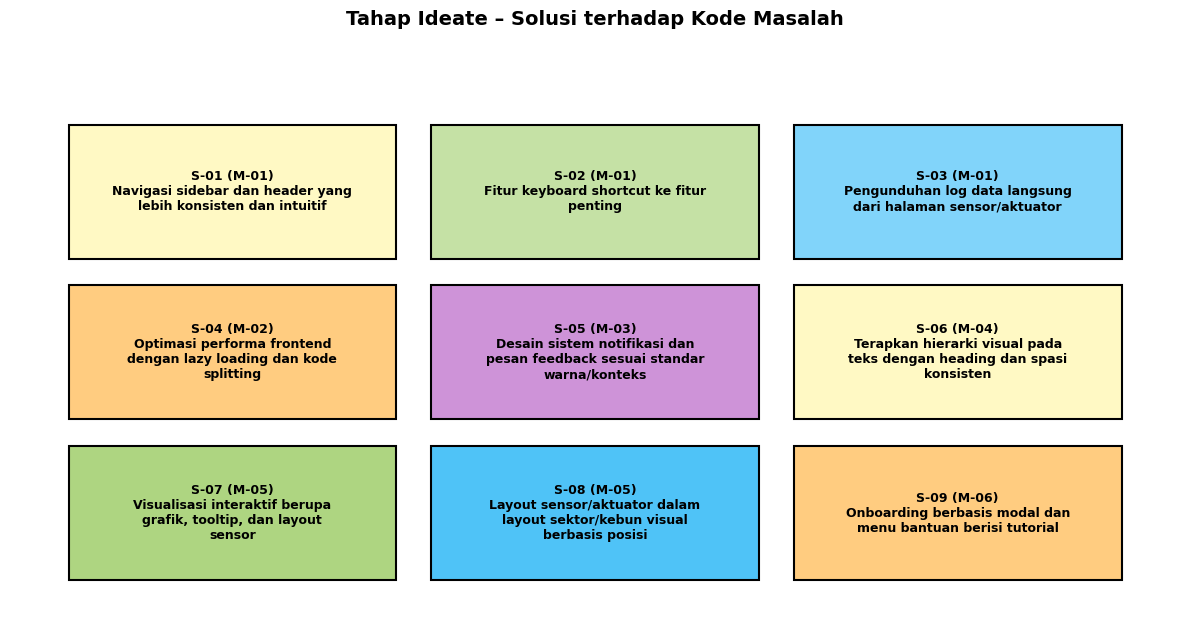 Tahap Ideate – Solusi terhadap Kode Masalah
S-01 (M-01)
Navigasi sidebar dan header yang
lebih konsisten dan intuitif
S-02 (M-01)
Fitur keyboard shortcut ke fitur
penting
S-03 (M-01)
Pengunduhan log data langsung
dari halaman sensor/aktuator
S-04 (M-02)
Optimasi performa frontend
dengan lazy loading dan kode
splitting
S-05 (M-03)
Desain sistem notifikasi dan
pesan feedback sesuai standar
warna/konteks
S-06 (M-04)
Terapkan hierarki visual pada
teks dengan heading dan spasi
konsisten
S-07 (M-05)
Visualisasi interaktif berupa
grafik, tooltip, dan layout
sensor
S-08 (M-05)
Layout sensor/aktuator dalam
layout sektor/kebun visual
berbasis posisi
S-09 (M-06)
Onboarding berbasis modal dan
menu bantuan berisi tutorial